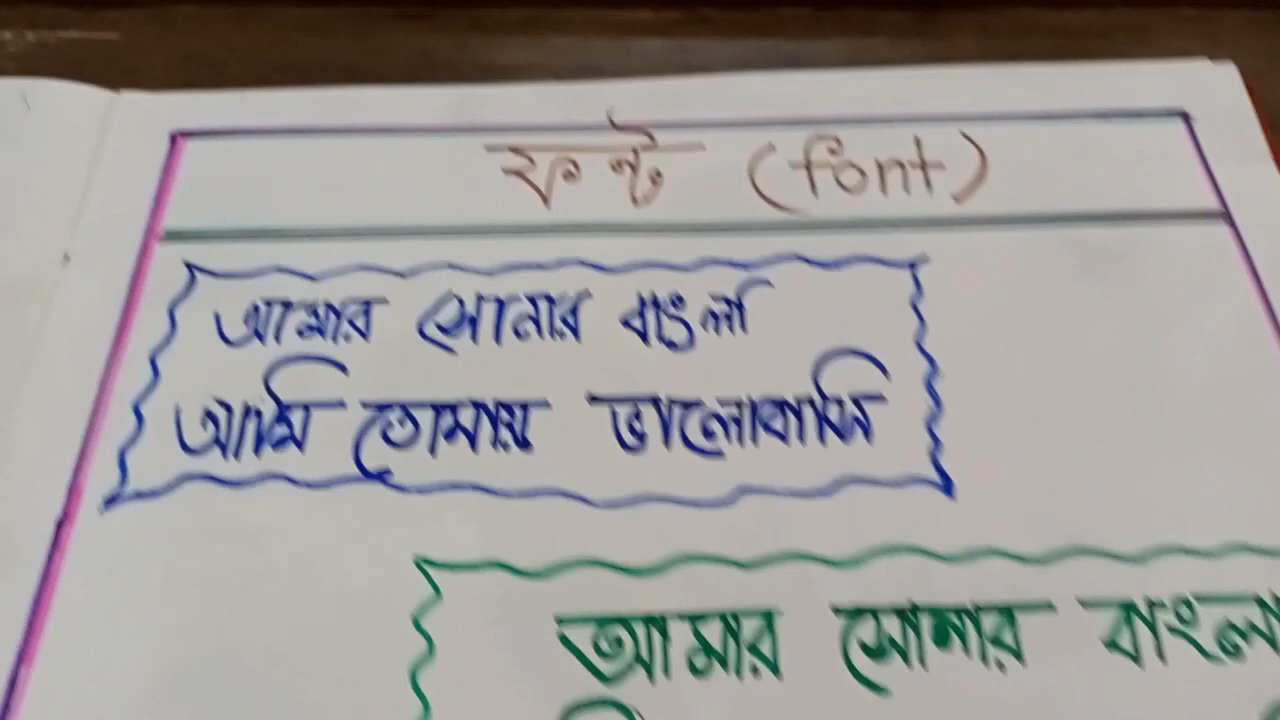 ফন্ট (font)
আমার সোনার বাংলা
আমি তোমায় ভালোবাসি
আমার সোনার বাংলা